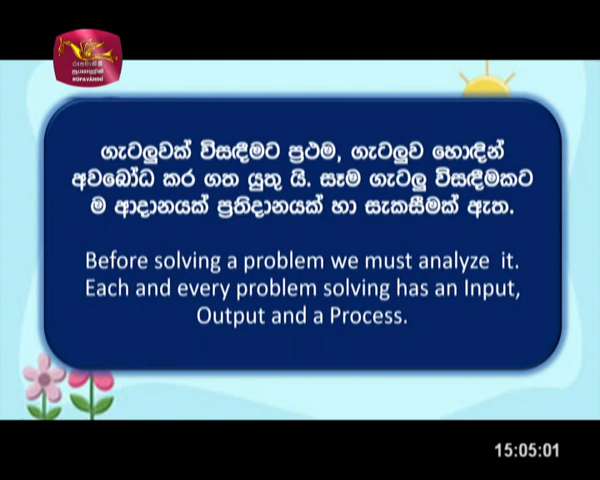 රූපවාහිනී
RUPAVAHINI
ගැටලුවක් විසඳීමට ප්‍රථම, ගැටලුව හොඳින්
අවබෝධ කර ගත යුතු යි. සෑම ගැටලු විසඳීමකට
ම ආදානයක් ප්‍රතිදානයක් හා සැකසීමක් ඇත.
Before solving a problem we must analyze it.
Each and every problem solving has an Input,
Output and a Process.
15:05:01